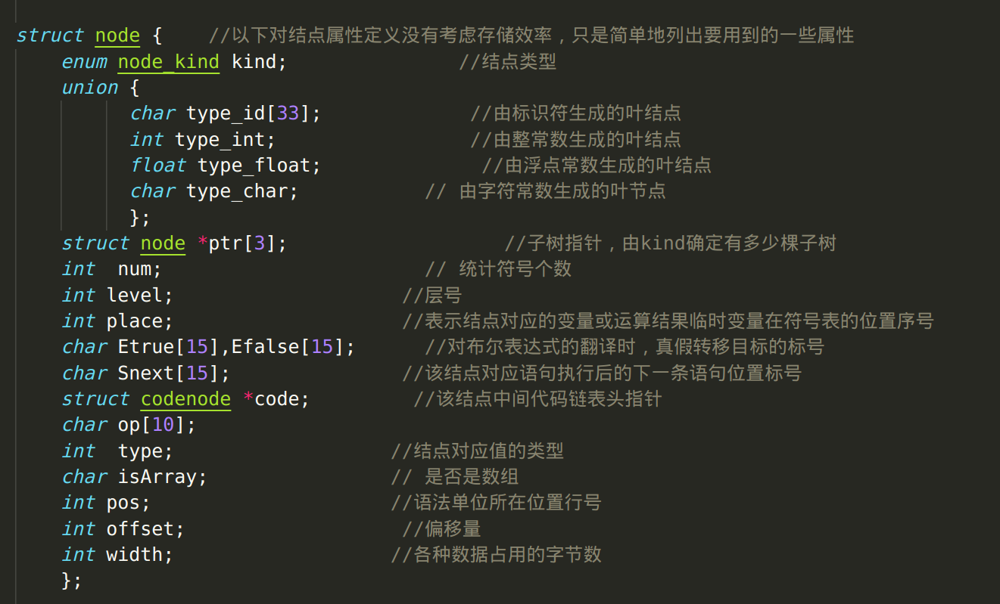 struct node {    //以下对结点属性定义没有考虑存储效率，只是简单地列出要用到的一些属性
    enum node_kind kind;               //结点类型
    union {
          char type_id[33];             //由标识符生成的叶结点
          int type_int;                 //由整常数生成的叶结点
          float type_float;              //由浮点常数生成的叶结点
          char type_char;           // 由字符常数生成的叶节点
          };
    struct node *ptr[3];                   //子树指针，由kind确定有多少棵子树
    int  num;                       // 统计符号个数
    int level;                    //层号
    int place;                    //表示结点对应的变量或运算结果临时变量在符号表的位置序号
    char Etrue[15],Efalse[15];      //对布尔表达式的翻译时，真假转移目标的标号
    char Snext[15];               //该结点对应语句执行后的下一条语句位置标号
    struct codenode *code;         //该结点中间代码链表头指针
    char op[10];
    int  type;                   //结点对应值的类型
    char isArray;                // 是否是数组
    int pos;                     //语法单位所在位置行号
    int offset;                   //偏移量
    int width;                   //各种数据占用的字节数
    };